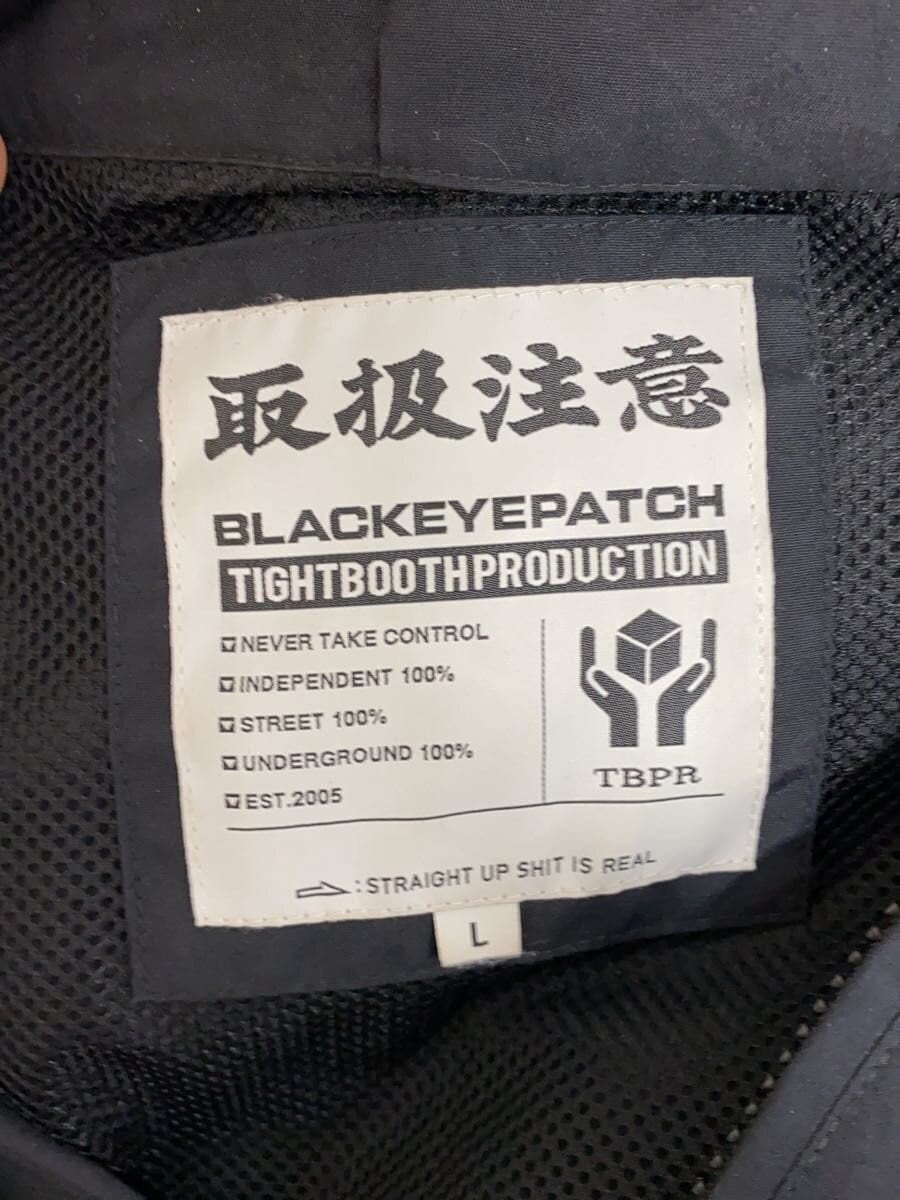 取扱注意
BLACKEYEPATCH
TIGHTBOOTHPRODUCTION
NEVER TAKE CONTROL
INDEPENDENT 100%
STREET 100%
UNDERGROUND 100%
EST.2005
TBPR
:STRAIGHT UP SHIT IS REAL
L